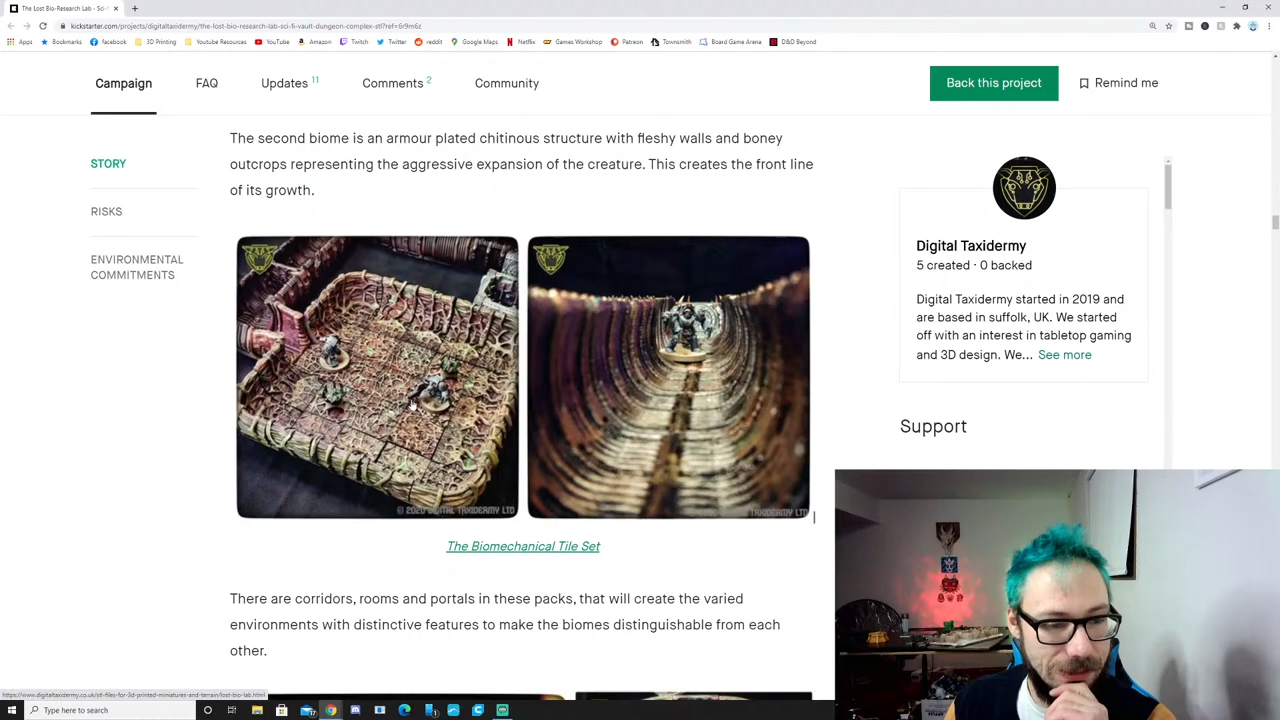 The Lost Bio-Research Lab - Sci-F
kickstarter.com/projects/digitaltaxidermy/the-lost-bio-research-lab-sci-fi-vault-dungeon-complex-stl?ref=6r9m6z
Apps Bookmarks facebook 3D Printing Youtube Resources YouTube Amazon Twitch Twitter reddit Google Maps Netflix Games Workshop Patreon Townsmith Board Game Arena D&D Beyond
Campaign FAQ Updates 11 Comments 2 Community Back this project Remind me
STORY
RISKS
ENVIRONMENTAL
COMMITMENTS
The second biome is an armour plated chitinous structure with fleshy walls and boney
outcrops representing the aggressive expansion of the creature. This creates the front line
of its growth.
© 2020 DIGITAL TAXIDERMY LTD
DIGITAL TAXIDERMY LTD
The Biomechanical Tile Set
There are corridors, rooms and portals in these packs, that will create the varied
environments with distinctive features to make the biomes distinguishable from each
other.
Digital Taxidermy
5 created · 0 backed
Digital Taxidermy started in 2019 and
are based in suffolk, UK. We started
off with an interest in tabletop gaming
and 3D design. We... See more
Support
https://www.digitaltaxidermy.co.uk/stl-files-for-3d-printed-miniatures-and-terrain/lost-bio-lab.html
Type here to search